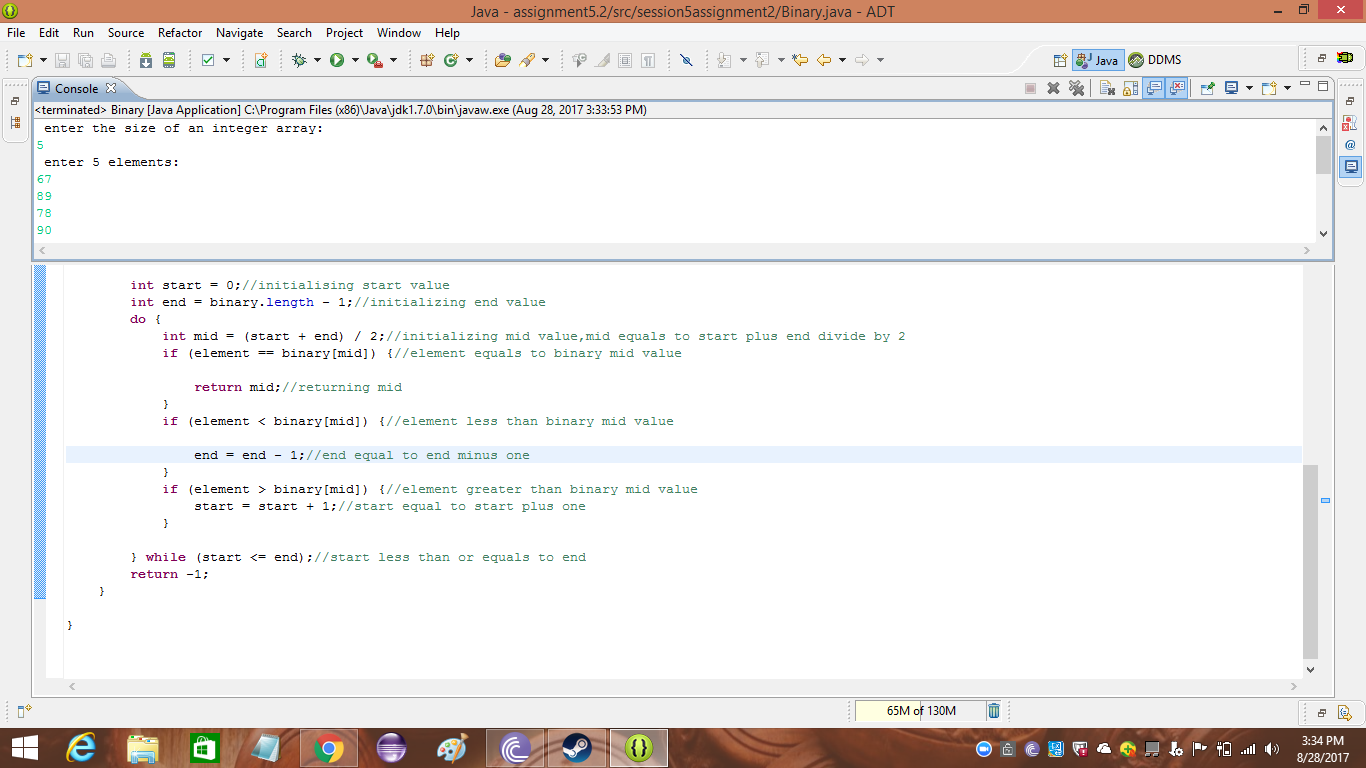 Java - assignment5.2/src/session5assignment2/Binary.java - ADT
File Edit Run Source Refactor Navigate Search Project Window Help
Java DDMS
Console
<terminated> Binary [Java Application] C:\Program Files (x86)\Java\jdk1.7.0\bin\javaw.exe (Aug 28, 2017 3:33:53 PM)
enter the size of an integer array:
5
enter 5 elements:
67
89
78
90
int start = 0;//initialising start value
int end = binary.length - 1;//initializing end value
do {
int mid = (start + end) / 2;//initializing mid value,mid equals to start plus end divide by 2
if (element == binary[mid]) {//element equals to binary mid value
return mid;//returning mid
}
if (element < binary[mid]) {//element less than binary mid value
end = end - 1;//end equal to end minus one
}
if (element > binary[mid]) {//element greater than binary mid value
start = start + 1;//start equal to start plus one
}
} while (start <= end);//start less than or equals to end
return -1;
}
}
65M of 130M
3:34 PM
8/28/2017